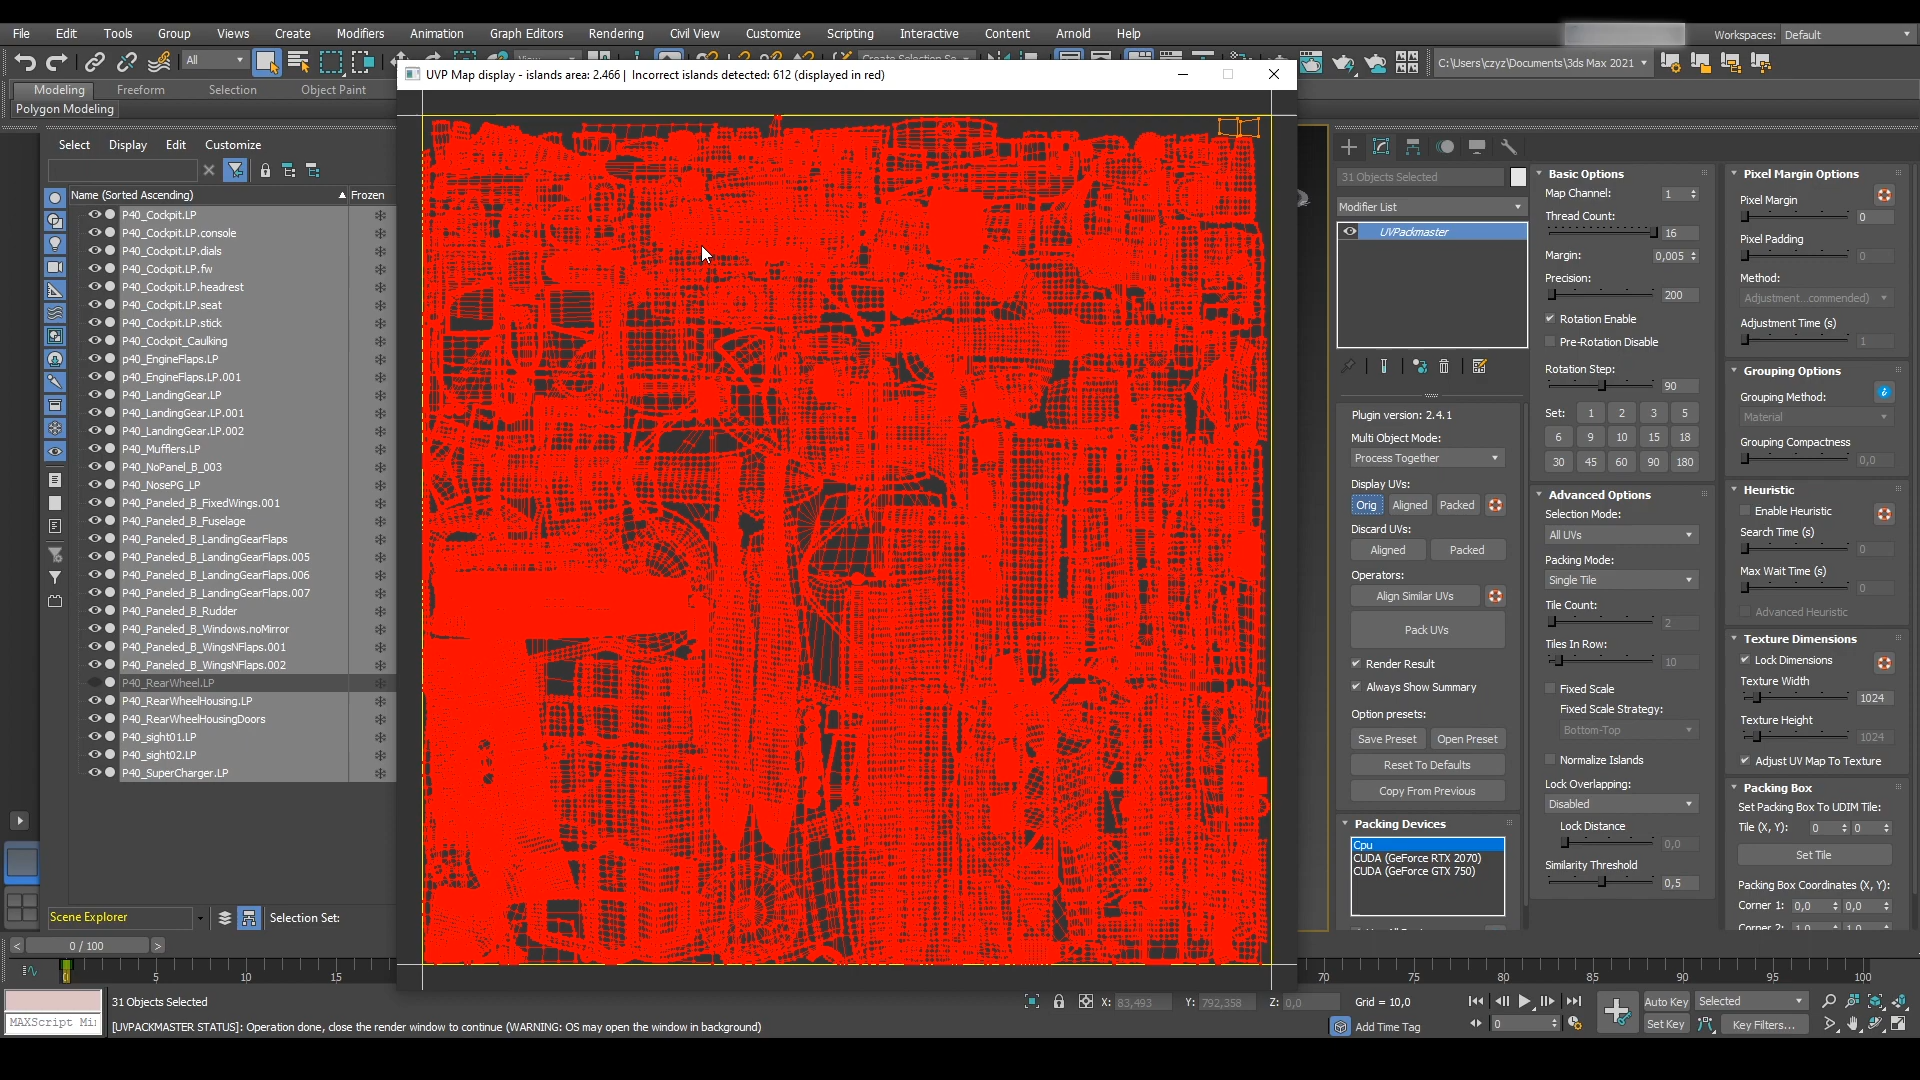 File Edit Tools Group Views Create Modifiers Animation Graph Editors Rendering Civil View Customize Scripting Interactive Content Arnold Help
Workspaces: Default
All
C:\Users\czyz\Documents\3ds Max 2021
UVP Map display - islands area: 2.466 | Incorrect islands detected: 612 (displayed in red)
Modeling Freeform Selection Object Paint
Polygon Modeling
Select Display Edit Customize
Name (Sorted Ascending) Frozen
P40_Cockpit.LP
P40_Cockpit.LP.console
P40_Cockpit.LP.dials
P40_Cockpit.LP.fw
P40_Cockpit.LP.headrest
P40_Cockpit.LP.seat
P40_Cockpit.LP.stick
P40_Cockpit_Caulking
p40_EngineFlaps.LP
p40_EngineFlaps.LP.001
P40_LandingGear.LP
P40_LandingGear.LP.001
P40_LandingGear.LP.002
P40_Mufflers.LP
P40_NoPanel_B_003
P40_NosePG_LP
P40_Paneled_B_FixedWings.001
P40_Paneled_B_Fuselage
P40_Paneled_B_LandingGearFlaps
P40_Paneled_B_LandingGearFlaps.005
P40_Paneled_B_LandingGearFlaps.006
P40_Paneled_B_LandingGearFlaps.007
P40_Paneled_B_Rudder
P40_Paneled_B_Windows.noMirror
P40_Paneled_B_WingsNFlaps.001
P40_Paneled_B_WingsNFlaps.002
P40_RearWheel.LP
P40_RearWheelHousing.LP
P40_RearWheelHousingDoors
P40_sight01.LP
P40_sight02.LP
P40_SuperCharger.LP
Scene Explorer
Selection Set:
31 Objects Selected
Modifier List
UVPackmaster
Plugin version: 2.4.1
Multi Object Mode:
Process Together
Display UVs:
Orig Aligned Packed
Discard UVs:
Aligned Packed
Operators:
Align Similar UVs
Pack UVs
Render Result
Always Show Summary
Option presets:
Save Preset Open Preset
Reset To Defaults
Copy From Previous
Packing Devices
Cpu
CUDA (GeForce RTX 2070)
CUDA (GeForce GTX 750)
Basic Options
Map Channel: 1
Thread Count:
16
Margin: 0,005
Precision:
200
Rotation Enable
Pre-Rotation Disable
Rotation Step:
90
Set: 1 2 3 5
6 9 10 15 18
30 45 60 90 180
Advanced Options
Selection Mode:
All UVs
Packing Mode:
Single Tile
Tile Count:
2
Tiles In Row:
10
Fixed Scale
Fixed Scale Strategy:
Bottom-Top
Normalize Islands
Lock Overlapping:
Disabled
Lock Distance
0,0
Similarity Threshold
0,5
Pixel Margin Options
Pixel Margin
0
Pixel Padding
0
Method:
Adjustment...commended)
Adjustment Time (s)
1
Grouping Options
Grouping Method:
Material
Grouping Compactness
0,0
Heuristic
Enable Heuristic
Search Time (s)
0
Max Wait Time (s)
0
Advanced Heuristic
Texture Dimensions
Lock Dimensions
Texture Width
1024
Texture Height
1024
Adjust UV Map To Texture
Packing Box
Set Packing Box To UDIM Tile:
Tile (X, Y): 0 0
Set Tile
Packing Box Coordinates (X, Y):
Corner 1: 0,0 0,0
Corner 2: 1,0 1,0
< 0 / 100 >
0 5 10 15 70 75 80 85 90 95 100
31 Objects Selected
X: 83,493 Y: 792,358 Z: 0,0 Grid = 10,0
Auto Key Selected
MAXScript Mi
[UVPACKMASTER STATUS]: Operation done, close the render window to continue (WARNING: OS may open the window in background)
Add Time Tag
0
Set Key Key Filters...